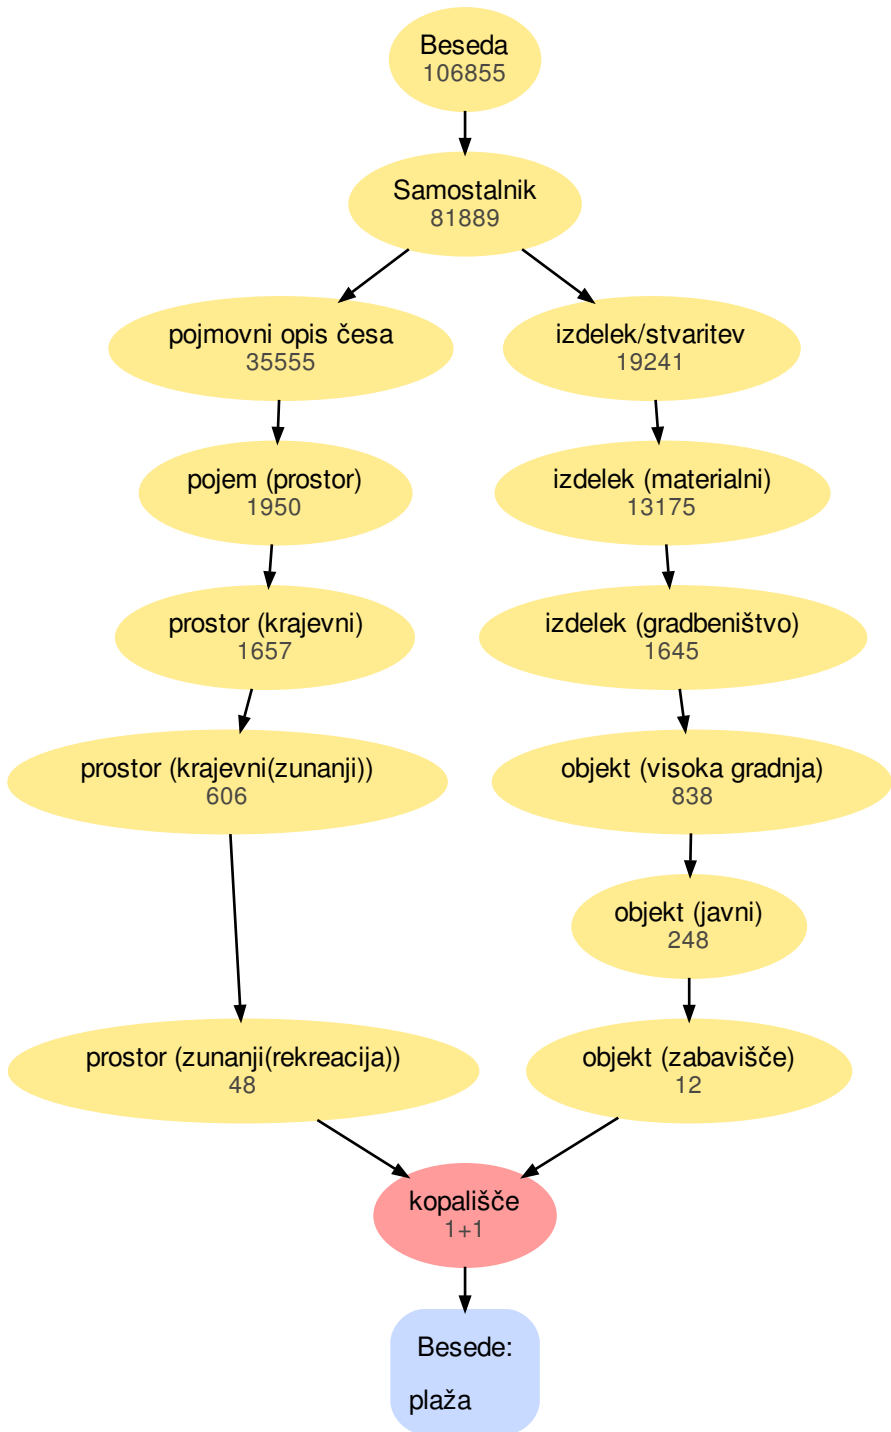 Beseda
106855
Samostalnik
81889
pojmovni opis česa
35555
izdelek/stvaritev
19241
pojem (prostor)
1950
izdelek (materialni)
13175
prostor (krajevni)
1657
izdelek (gradbeništvo)
1645
prostor (krajevni(zunanji))
606
objekt (visoka gradnja)
838
objekt (javni)
248
prostor (zunanji(rekreacija))
48
objekt (zabavišče)
12
kopališče
1+1
Besede:
plaža